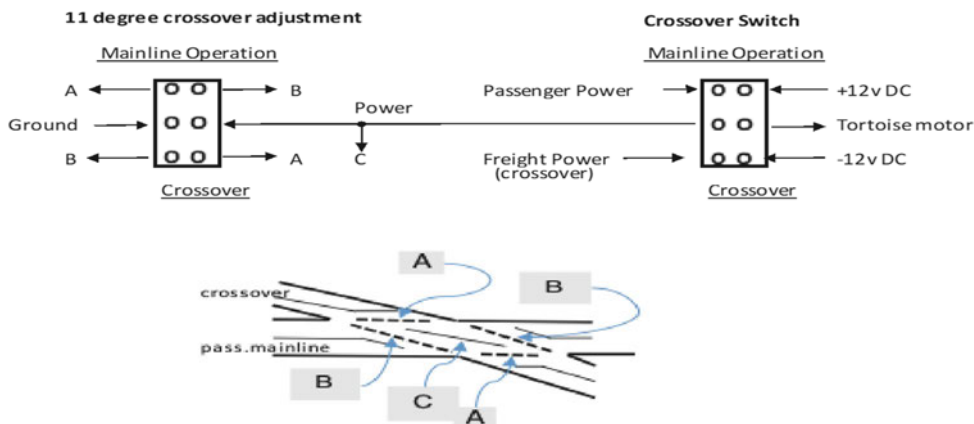 11 degree crossover adjustment
Crossover Switch
Mainline Operation
Mainline Operation
A
B
Passenger Power
+12v DC
Power
Ground
Tortoise motor
B
A
C
Freight Power
(crossover)
-12v DC
Crossover
Crossover
A
B
crossover
pass.mainline
B
C
A